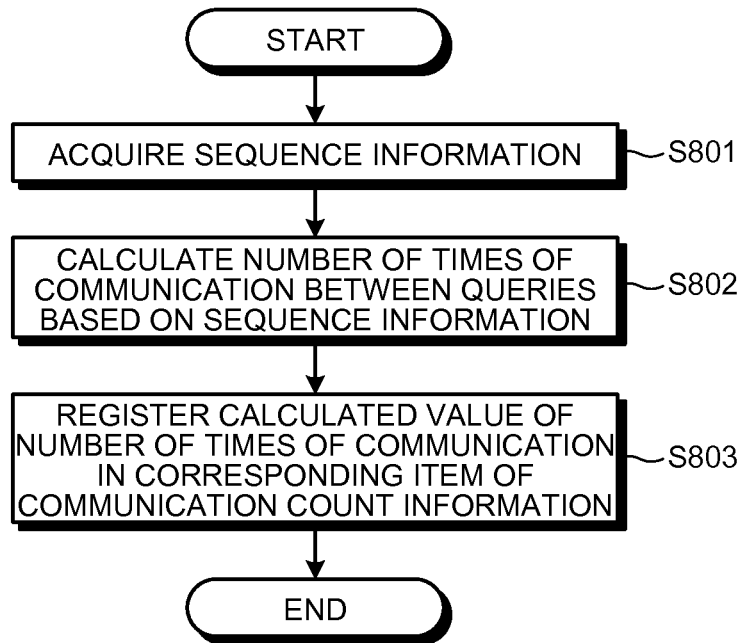 START
ACQUIRE SEQUENCE INFORMATION
S801
CALCULATE NUMBER OF TIMES OF
COMMUNICATION BETWEEN QUERIES
BASED ON SEQUENCE INFORMATION
S802
REGISTER CALCULATED VALUE OF
NUMBER OF TIMES OF COMMUNICATION
IN CORRESPONDING ITEM OF
COMMUNICATION COUNT INFORMATION
S803
END